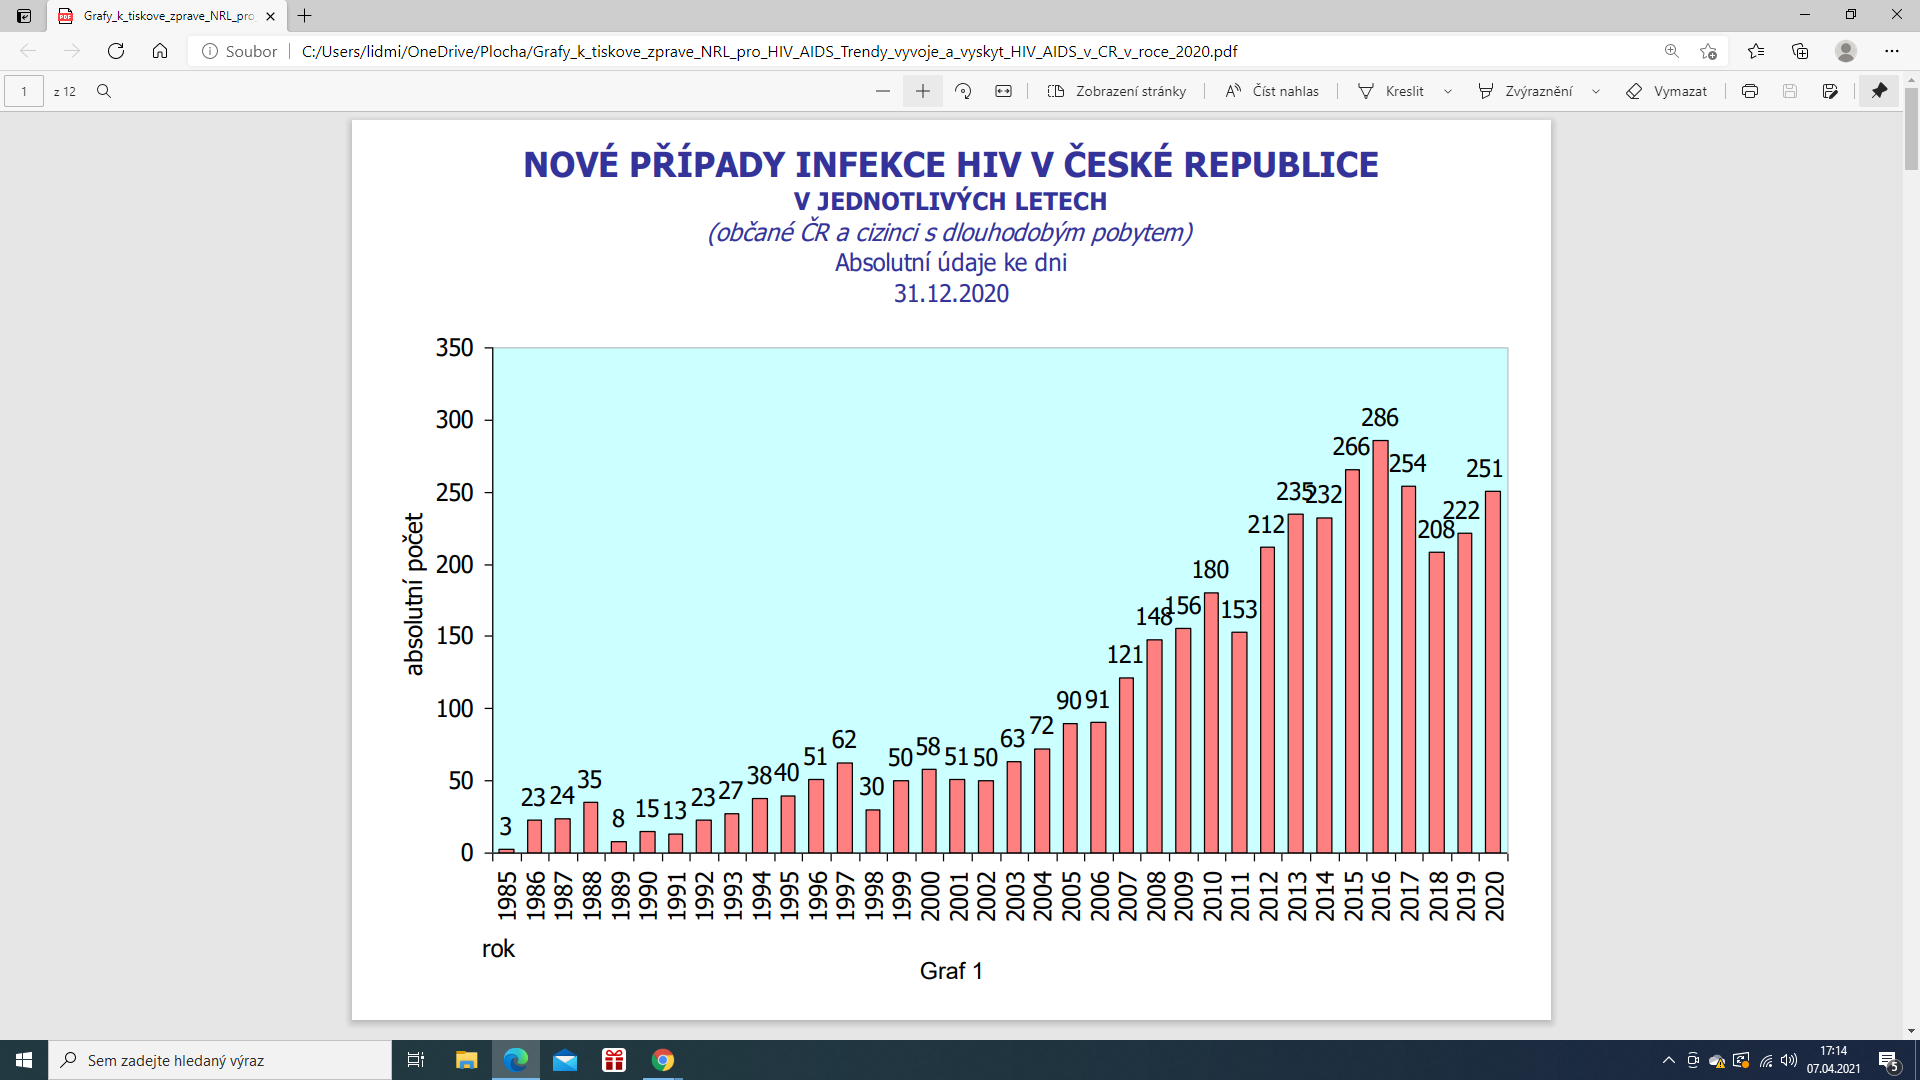 Grafy_k_tiskove_zprave_NRL_pro
Soubor
C:/Users/lidmi/OneDrive/Plocha/Grafy_k_tiskove_zprave_NRL_pro_HIV_AIDS_Trendy_vyvoje_a_vyskyt_HIV_AIDS_v_CR_v_roce_2020.pdf
1 z 12 Zobrazení stránky Číst nahlas Kreslit Zvýraznění Vymazat
NOVÉ PŘÍPADY INFEKCE HIV V ČESKÉ REPUBLICE
V JEDNOTLIVÝCH LETECH
(občané ČR a cizinci s dlouhodobým pobytem)
Absolutní údaje ke dni
31.12.2020
absolutní počet
350
300
250
200
150
100
50
0
3 23 24 35 8 15 13 23 27 38 40 51 62 30 50 58 51 50 63 72 90 91 121 148 156 180 153 212 235 232 266 286 254 208 222 251
1985 1986 1987 1988 1989 1990 1991 1992 1993 1994 1995 1996 1997 1998 1999 2000 2001 2002 2003 2004 2005 2006 2007 2008 2009 2010 2011 2012 2013 2014 2015 2016 2017 2018 2019 2020
rok
Graf 1
Sem zadejte hledaný výraz
17:14
07.04.2021
5